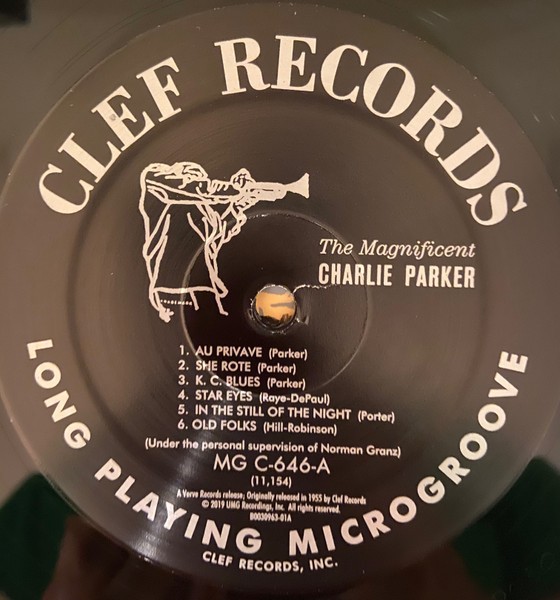 CLEF RECORDS
The Magnificent
CHARLIE PARKER
TRADEMARK
1. AU PRIVAVE (Parker)
2. SHE ROTE (Parker)
3. K. C. BLUES (Parker)
4. STAR EYES (Raye-DePaul)
5. IN THE STILL OF THE NIGHT (Porter)
6. OLD FOLKS (Hill-Robinson)
(Under the personal supervision of Norman Granz)
MG C-646-A
(11,154)
A Verve Records release; Originally released in 1955 by Clef Records
© 2019 UMG Recordings, Inc. All rights reserved.
B0030963-01A
LONG PLAYING MICROGROOVE
CLEF RECORDS, INC.